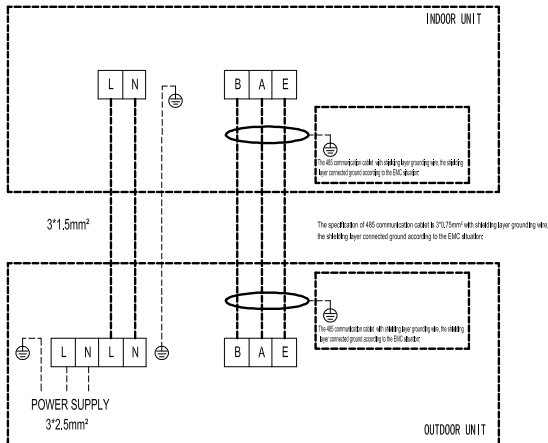 INDOOR UNIT
L N
B A E
The 485 communication cablet with shielding layer grounding wire, the shielding
layer connected ground according to the EMC situation;
3*1.5mm²
The specification of 485 communication cablet is 3*0.75mm² with shielding layer grounding wire,
the shielding layer connected ground according to the EMC situation;
The 485 communication cablet with shielding layer grounding wire, the shielding
layer connected ground according to the EMC situation;
L N L N
B A E
POWER SUPPLY
3*2.5mm²
OUTDOOR UNIT